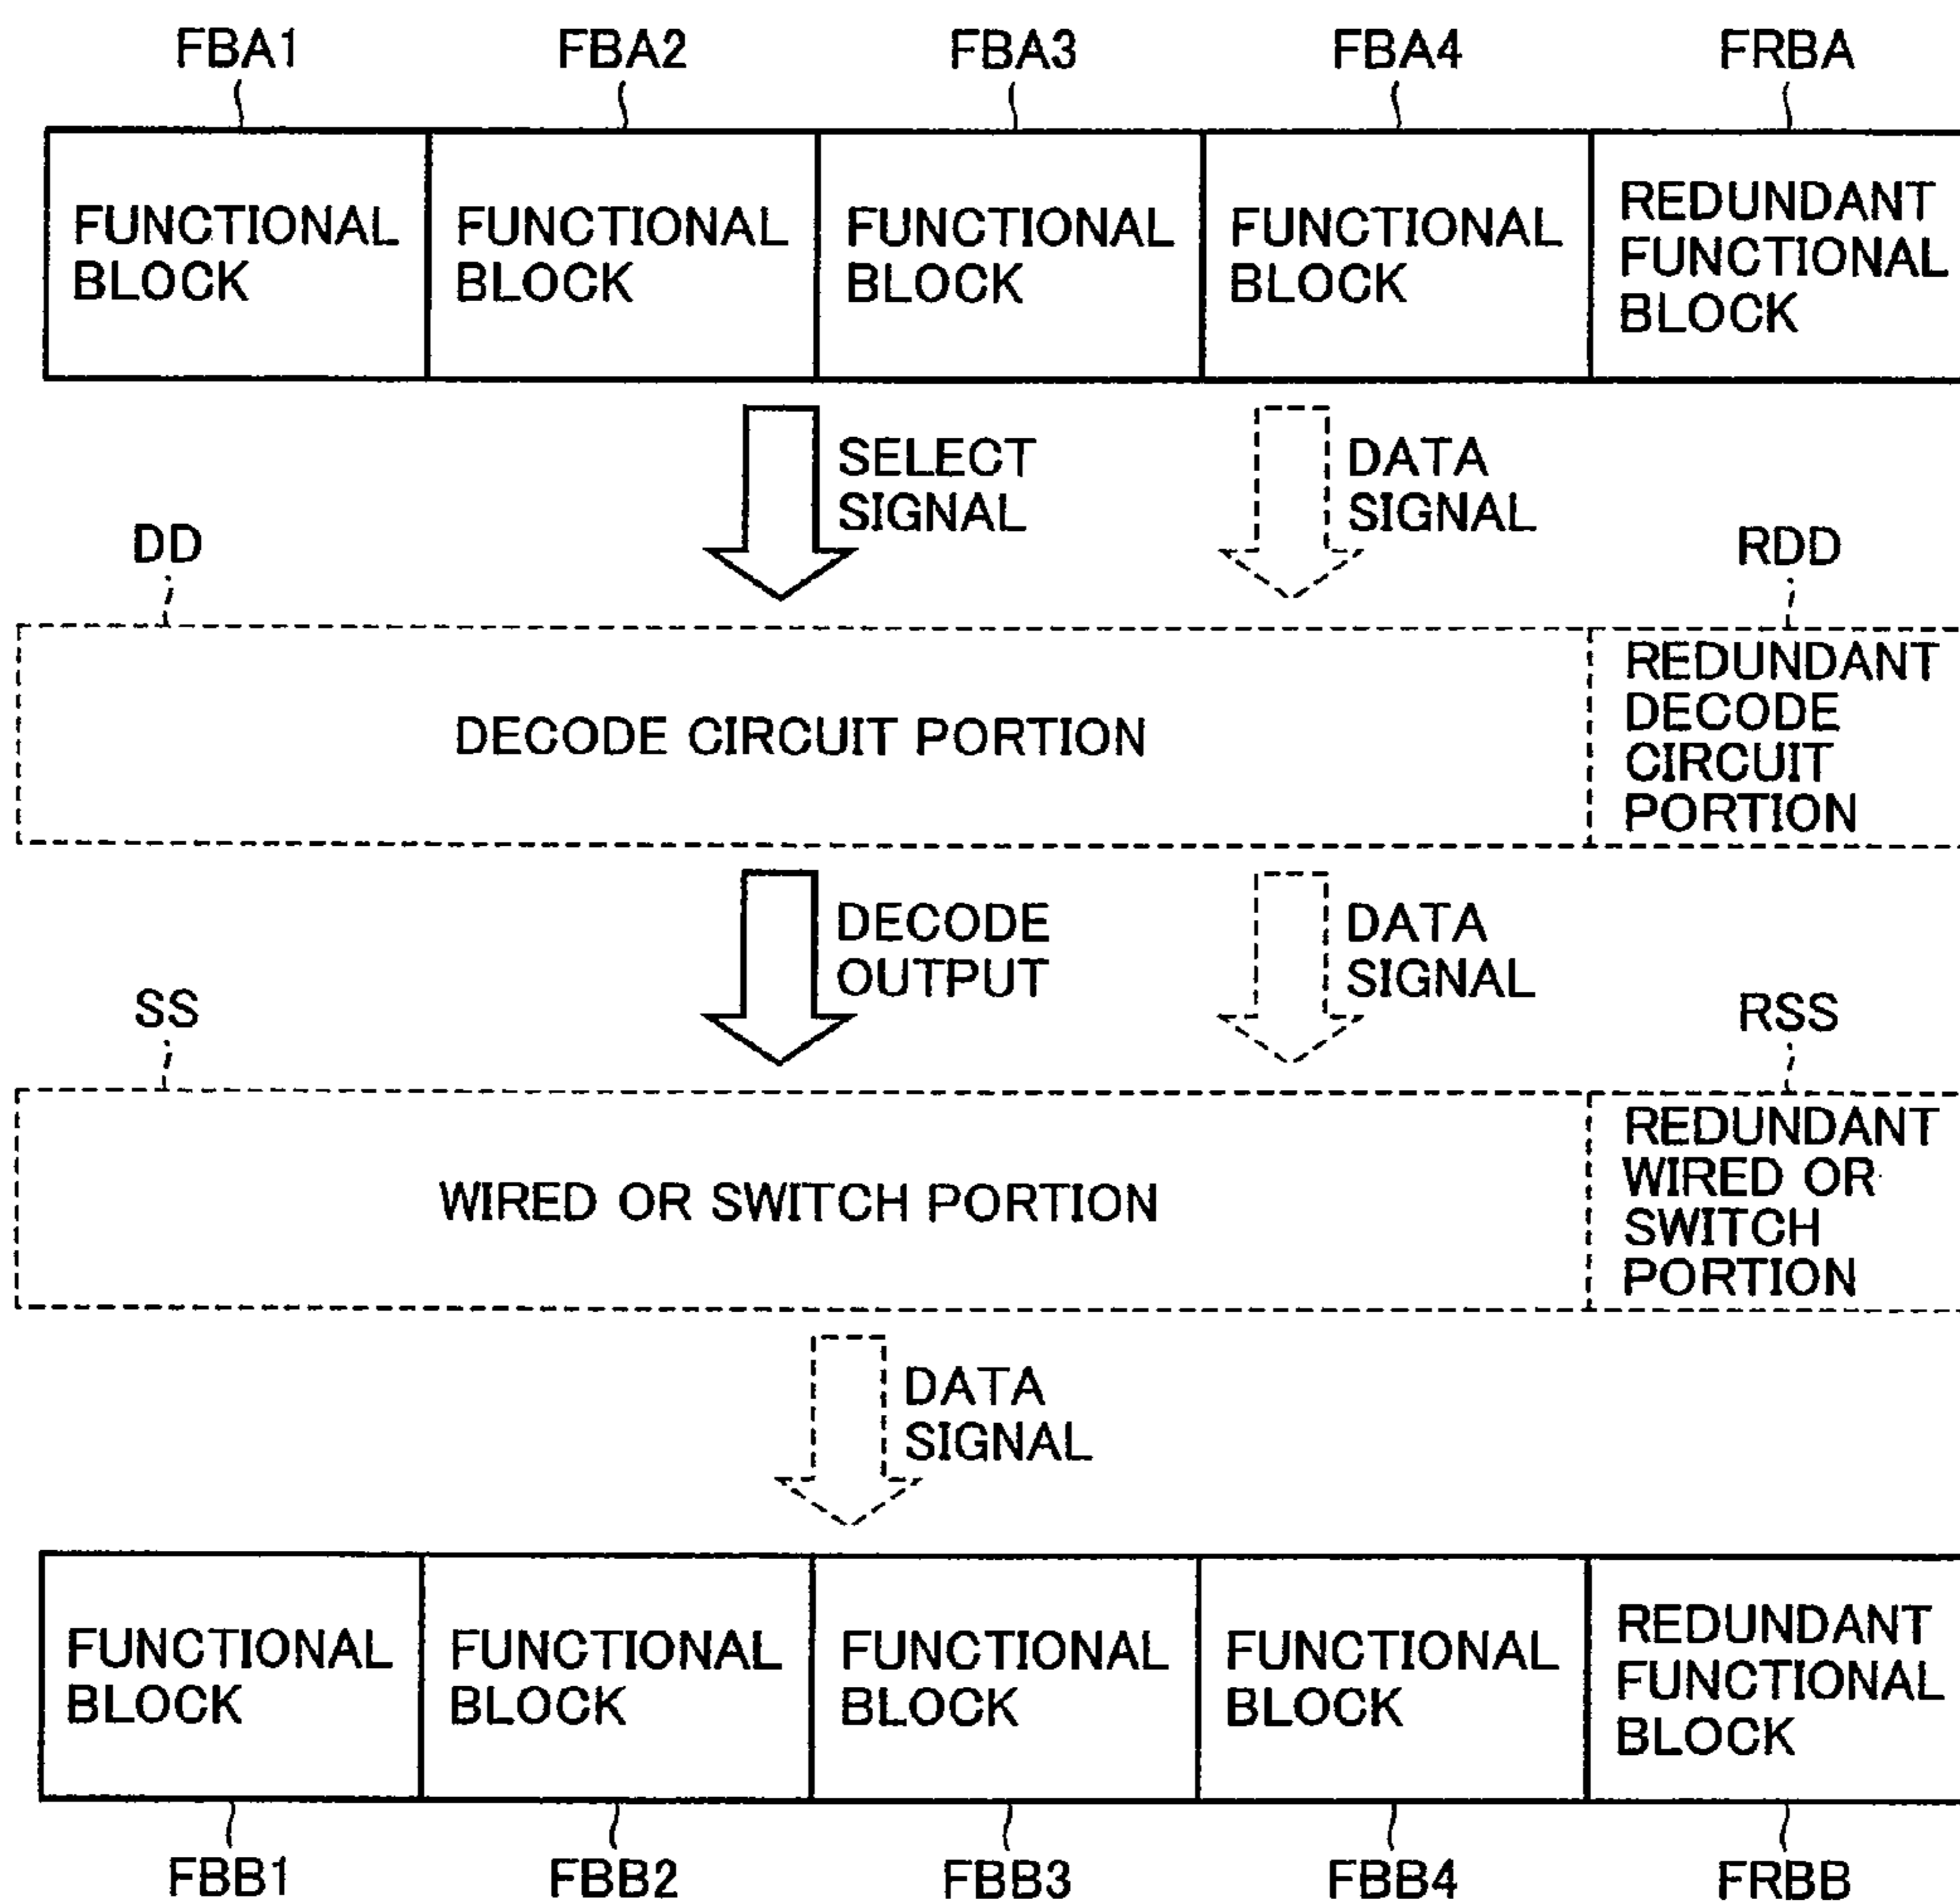 FBA1 FBA2 FBA3 FBA4 FRBA
FUNCTIONAL
BLOCK
FUNCTIONAL
BLOCK
FUNCTIONAL
BLOCK
FUNCTIONAL
BLOCK
REDUNDANT
FUNCTIONAL
BLOCK
SELECT
SIGNAL
DATA
SIGNAL
DD
RDD
DECODE CIRCUIT PORTION
REDUNDANT
DECODE
CIRCUIT
PORTION
DECODE
OUTPUT
DATA
SIGNAL
SS
RSS
WIRED OR SWITCH PORTION
REDUNDANT
WIRED OR
SWITCH
PORTION
DATA
SIGNAL
FUNCTIONAL
BLOCK
FUNCTIONAL
BLOCK
FUNCTIONAL
BLOCK
FUNCTIONAL
BLOCK
REDUNDANT
FUNCTIONAL
BLOCK
FBB1 FBB2 FBB3 FBB4 FRBB